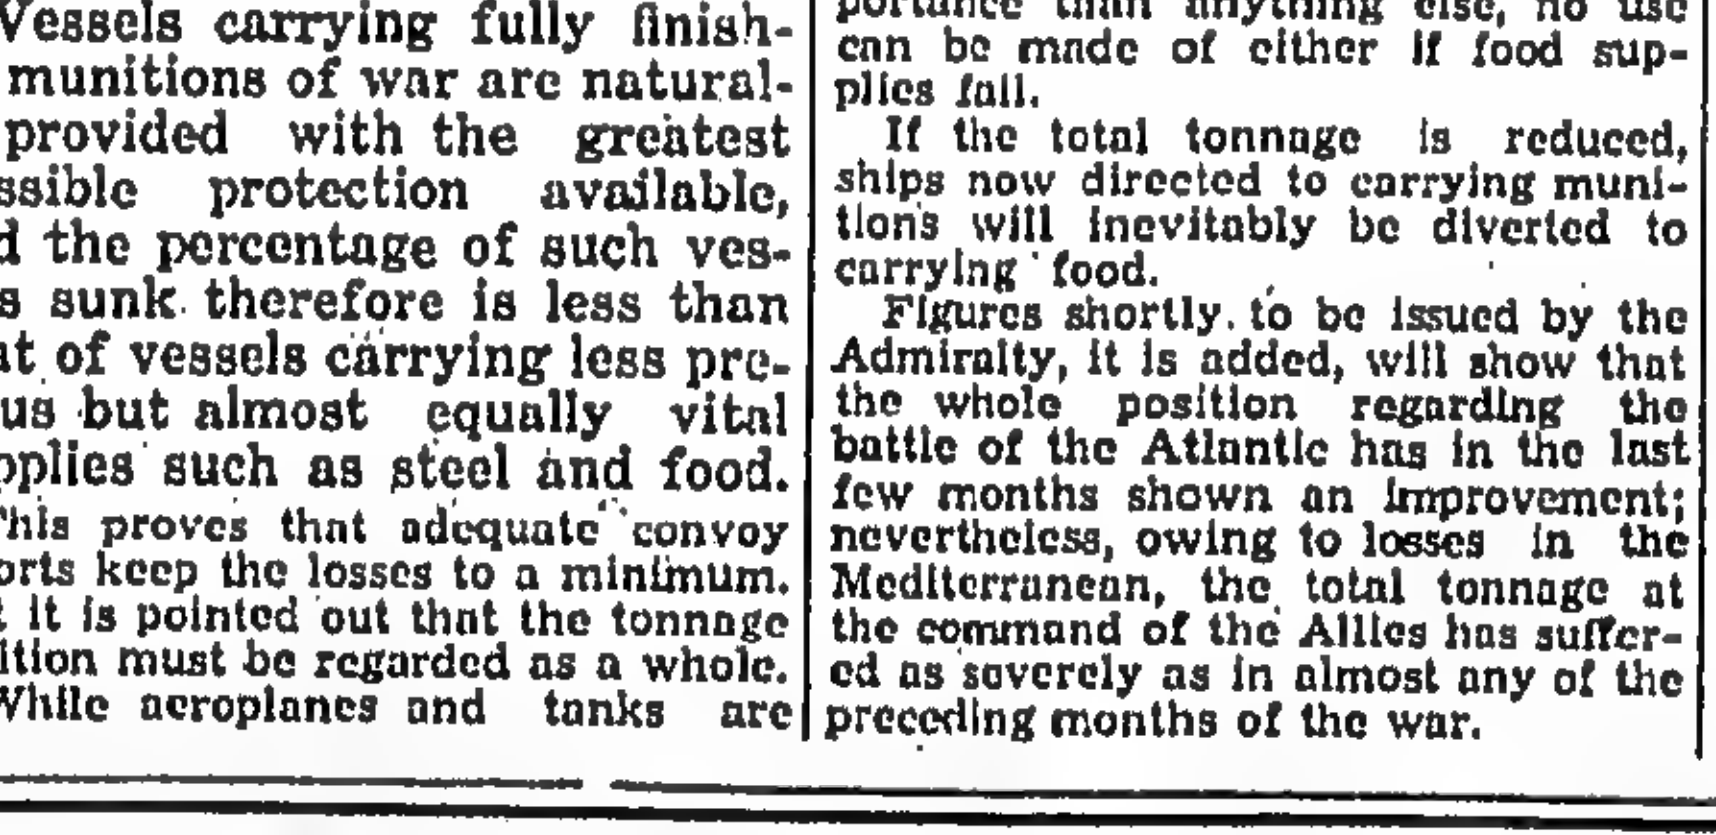 Vessels carrying fully finish-
munitions of war are natural-
provided with the greatest
ssible protection available,
d the percentage of such ves-
s sunk therefore is less than
at of vessels carrying less pre-
us but almost equally vital
pplies such as steel and food.
This proves that adequate convoy
orts keep the losses to a minimum.
it is pointed out that the tonnage
ition must be regarded as a whole.
While aeroplanes and tanks are
portance than anything else, no use
can be made of either if food sup-
plies fail.
If the total tonnage is reduced,
ships now directed to carrying muni-
tions will inevitably be diverted to
carrying food.
Figures shortly to be issued by the
Admiralty, it is added, will show that
the whole position regarding the
battle of the Atlantic has in the last
few months shown an improvement;
nevertheless, owing to losses in the
Mediterranean, the total tonnage at
the command of the Allies has suffer-
ed as severely as in almost any of the
preceding months of the war.